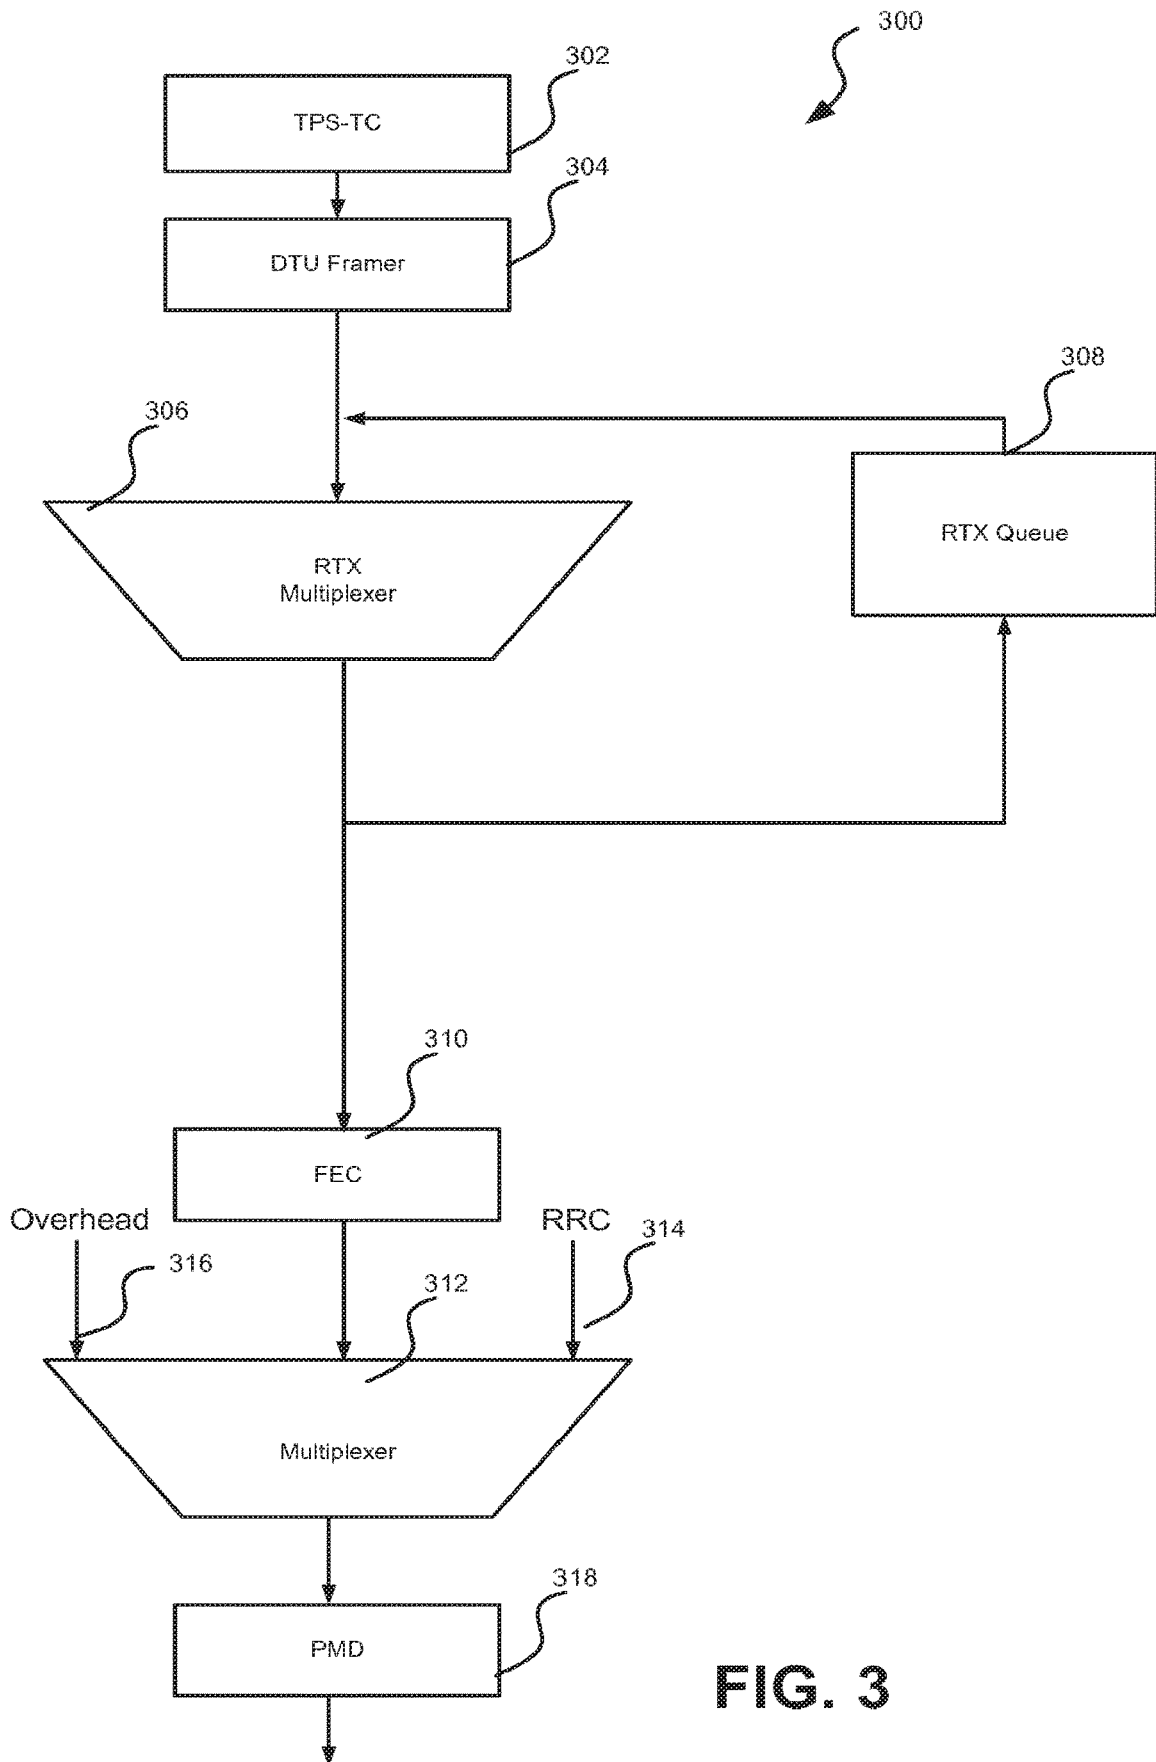 300
302
TPS-TC
304
DTU Framer
308
306
RTX Queue
RTX
Multiplexer
310
FEC
Overhead
RRC
314
316
312
Multiplexer
318
PMD
FIG. 3